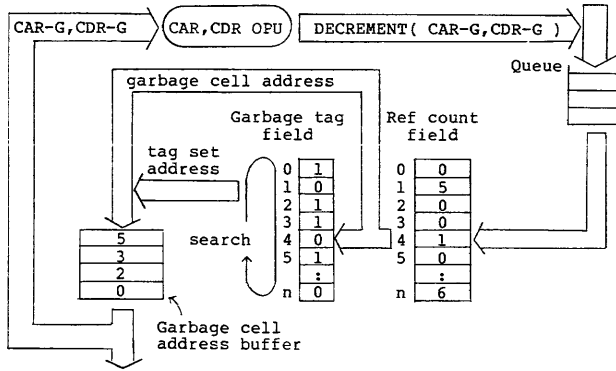 CAR-G,CDR-G
CAR,CDR OPU
DECREMENT( CAR-G,CDR-G )
Queue
garbage cell address
Garbage tag
field
Ref count
field
tag set
address
search
0 1
1 0
2 1
3 1
4 0
5 1
:
n 0
0 0
1 5
2 0
3 0
4 1
5 0
:
n 6
5
3
2
0
Garbage cell
address buffer